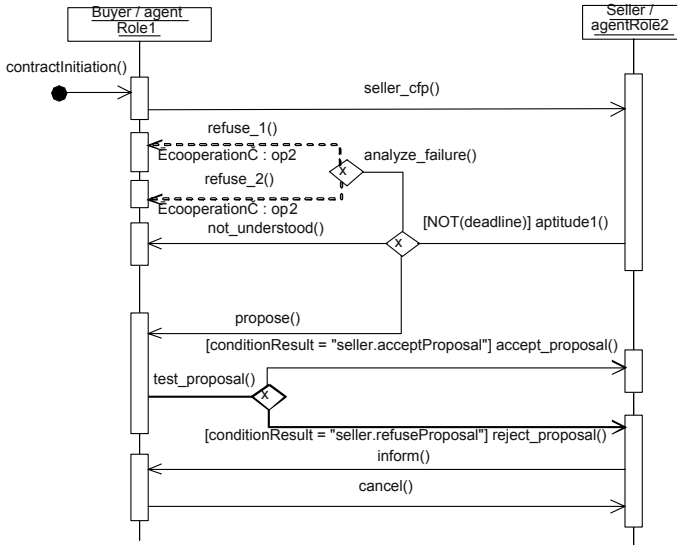 Buyer / agent
Role1
Seller /
agentRole2
contractInitiation()
seller_cfp()
refuse_1()
EcooperationC : op2
x
analyze_failure()
refuse_2()
EcooperationC : op2
not_understood()
x
[NOT(deadline)] aptitude1()
propose()
[conditionResult = "seller.acceptProposal"] accept_proposal()
test_proposal()
x
[conditionResult = "seller.refuseProposal"] reject_proposal()
inform()
cancel()